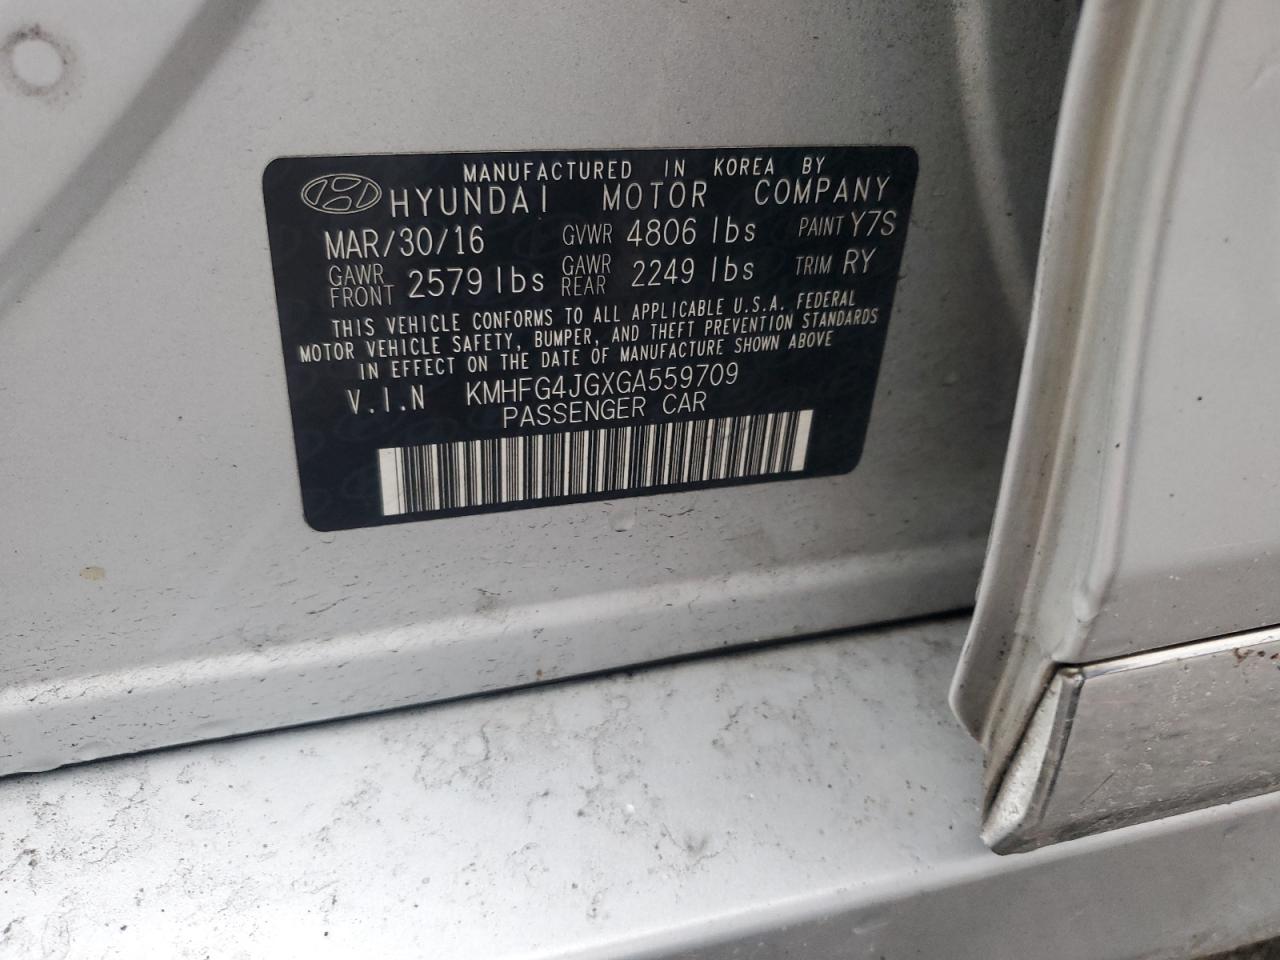 MANUFACTURED IN KOREA BY
HYUNDAI MOTOR COMPANY
MAR/30/16 GVWR 4806 lbs PAINT Y7S
GAWR FRONT 2579 lbs GAWR REAR 2249 lbs TRIM RY
THIS VEHICLE CONFORMS TO ALL APPLICABLE U.S.A. FEDERAL
MOTOR VEHICLE SAFETY, BUMPER, AND THEFT PREVENTION STANDARDS
IN EFFECT ON THE DATE OF MANUFACTURE SHOWN ABOVE
V.I.N KMHFG4JGXGA559709
PASSENGER CAR